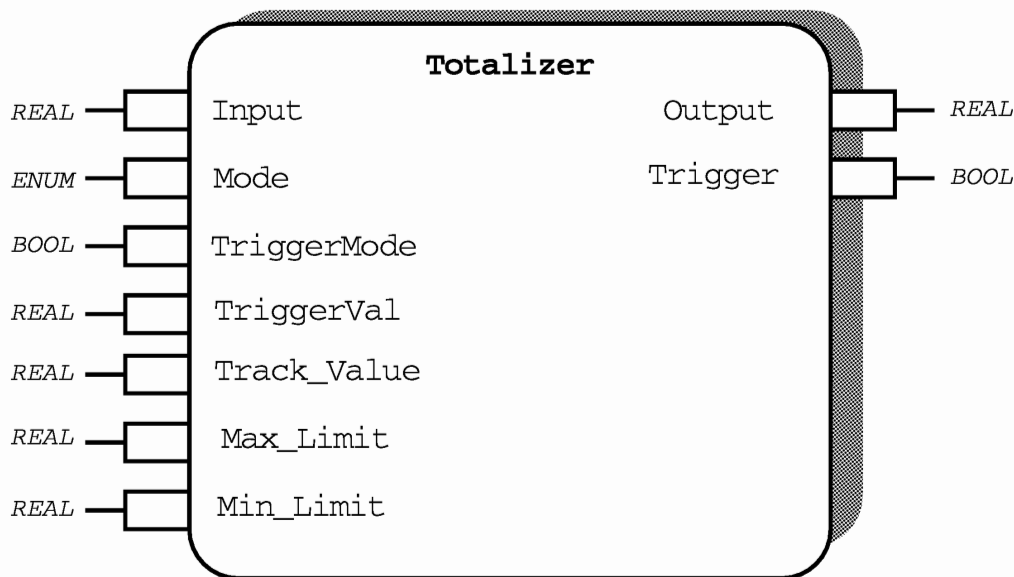 Totalizer
REAL Input Output REAL
ENUM Mode Trigger BOOL
BOOL TriggerMode
REAL TriggerVal
REAL Track_Value
REAL Max_Limit
REAL Min_Limit